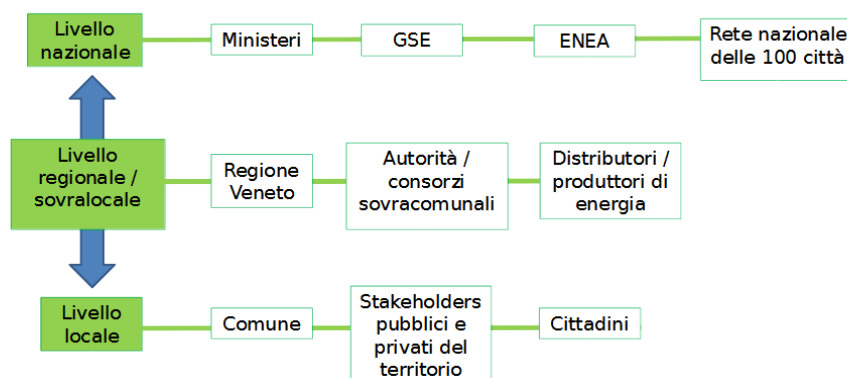 Livello
nazionale
Ministeri
GSE
ENEA
Rete nazionale
delle 100 città
Livello
regionale /
sovralocale
Regione
Veneto
Autorità /
consorzi
sovracomunali
Distributori /
produttori di
energia
Livello
locale
Comune
Stakeholders
pubblici e
privati del
territorio
Cittadini